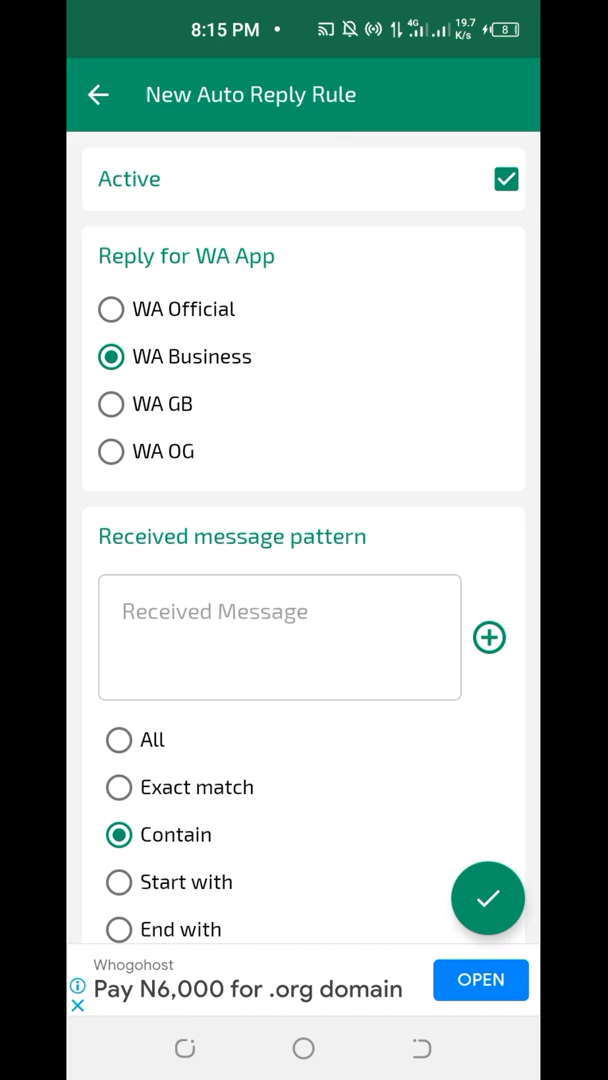 8:15 PM • 4G 19.7 K/s 8
New Auto Reply Rule
Active
Reply for WA App
WA Official
WA Business
WA GB
WA OG
Received message pattern
Received Message
All
Exact match
Contain
Start with
End with
Whogohost
Pay N6,000 for .org domain
OPEN